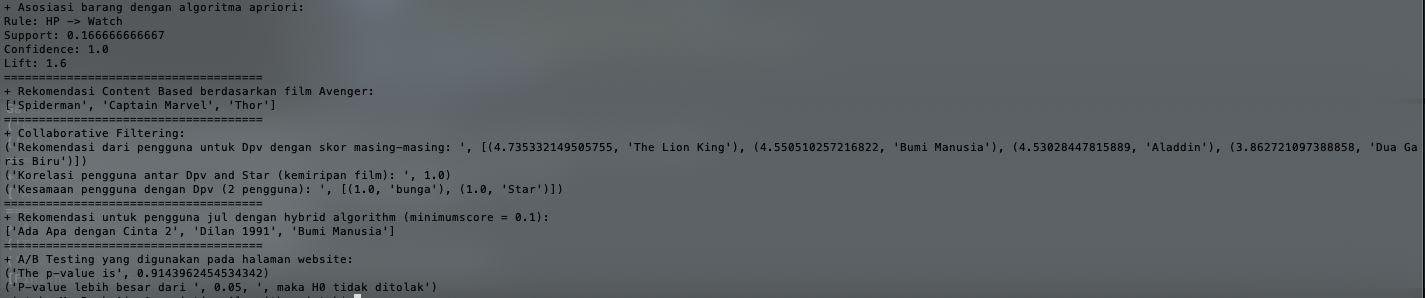 + Asosiasi barang dengan algoritma apriori:
Rule: HP -> Watch
Support: 0.166666666667
Confidence: 1.0
Lift: 1.6
=====================================
+ Rekomendasi Content Based berdasarkan film Avenger:
['Spiderman', 'Captain Marvel', 'Thor']
=====================================
+ Collaborative Filtering:
('Rekomendasi dari pengguna untuk Dpv dengan skor masing-masing: ', [(4.735332149505755, 'The Lion King'), (4.550510257216822, 'Bumi Manusia'), (4.53028447815889, 'Aladdin'), (3.862721097388858, 'Dua Ga
ris Biru')])
('Korelasi pengguna antar Dpv and Star (kemiripan film): ', 1.0)
('Kesamaan pengguna dengan Dpv (2 pengguna): ', [(1.0, 'bunga'), (1.0, 'Star')])
=====================================
+ Rekomendasi untuk pengguna jul dengan hybrid algorithm (minimumscore = 0.1):
['Ada Apa dengan Cinta 2', 'Dilan 1991', 'Bumi Manusia']
=====================================
+ A/B Testing yang digunakan pada halaman website:
('The p-value is', 0.9143962454534342)
('P-value lebih besar dari ', 0.05, ', maka H0 tidak ditolak')